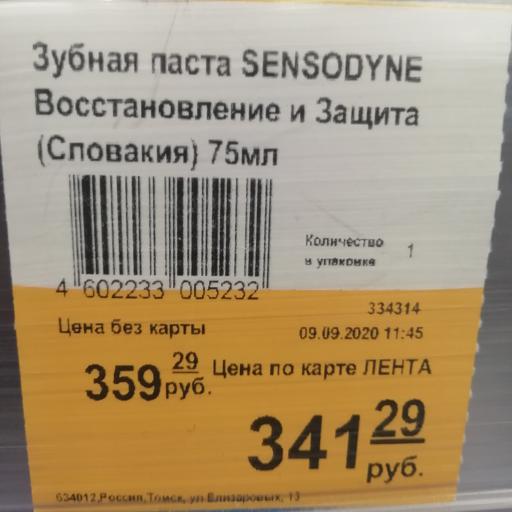 Зубная паста SENSODYNE
Восстановление и Защита
(Словакия) 75мл
Количество
в упаковке 1
4 602233 005232
334314
Цена без карты 09.09.2020 11:45
359 29 руб. Цена по карте ЛЕНТА
341 29 руб.
634012,Россия,Томск, ул Елизаровых, 13